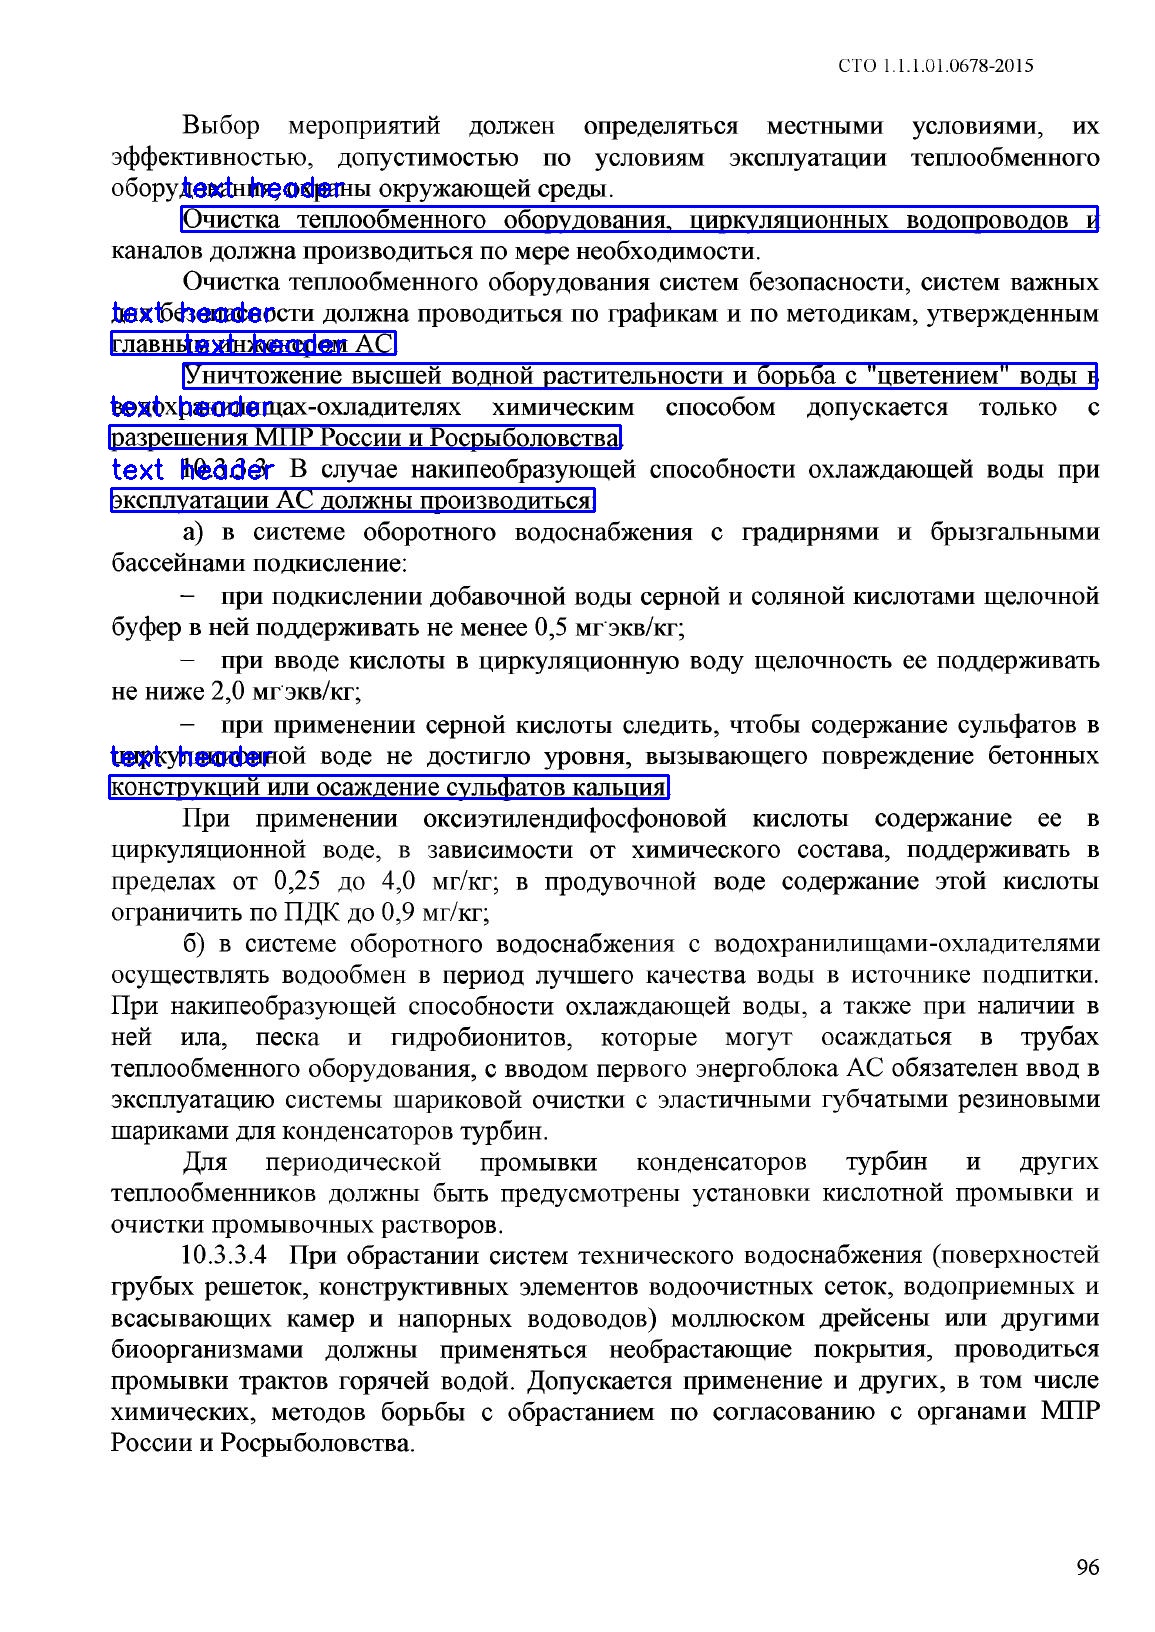 СТО 1.1.1.01.0678-2015
Выбор мероприятий должен определяться местными условиями, их
эффективностью, допустимостью по условиям эксплуатации теплообменного
оборудования, охраны окружающей среды.
text header
Очистка теплообменного оборудования, циркуляционных водопроводов и
каналов должна производиться по мере необходимости.
Очистка теплообменного оборудования систем безопасности, систем важных
для безопасности должна проводиться по графикам и по методикам, утвержденным
text header
главным инженером АС
text header
Уничтожение высшей водной растительности и борьба с "цветением" воды в
водохранилищах-охладителях химическим способом допускается только с
text header
разрешения МПР России и Росрыболовства
10.3.3.3 В случае накипеобразующей способности охлаждающей воды при
text header
эксплуатации АС должны производиться
а) в системе оборотного водоснабжения с градирнями и брызгальными
бассейнами подкисление:
– при подкислении добавочной воды серной и соляной кислотами щелочной
буфер в ней поддерживать не менее 0,5 мг·экв/кг;
– при вводе кислоты в циркуляционную воду щелочность ее поддерживать
не ниже 2,0 мг·экв/кг;
– при применении серной кислоты следить, чтобы содержание сульфатов в
циркуляционной воде не достигло уровня, вызывающего повреждение бетонных
text header
конструкций или осаждение сульфатов кальция
При применении оксиэтилендифосфоновой кислоты содержание ее в
циркуляционной воде, в зависимости от химического состава, поддерживать в
пределах от 0,25 до 4,0 мг/кг; в продувочной воде содержание этой кислоты
ограничить по ПДК до 0,9 мг/кг;
б) в системе оборотного водоснабжения с водохранилищами-охладителями
осуществлять водообмен в период лучшего качества воды в источнике подпитки.
При накипеобразующей способности охлаждающей воды, а также при наличии в
ней ила, песка и гидробионитов, которые могут осаждаться в трубах
теплообменного оборудования, с вводом первого энергоблока АС обязателен ввод в
эксплуатацию системы шариковой очистки с эластичными губчатыми резиновыми
шариками для конденсаторов турбин.
Для периодической промывки конденсаторов турбин и других
теплообменников должны быть предусмотрены установки кислотной промывки и
очистки промывочных растворов.
10.3.3.4 При обрастании систем технического водоснабжения (поверхностей
грубых решеток, конструктивных элементов водоочистных сеток, водоприемных и
всасывающих камер и напорных водоводов) моллюском дрейсены или другими
биоорганизмами должны применяться необрастающие покрытия, проводиться
промывки трактов горячей водой. Допускается применение и других, в том числе
химических, методов борьбы с обрастанием по согласованию с органами МПР
России и Росрыболовства.
96